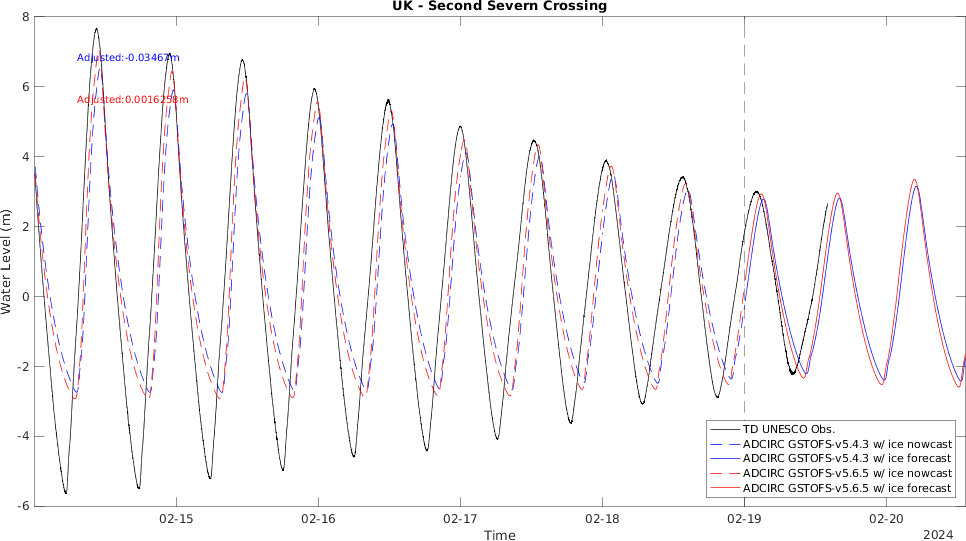 UK - Second Severn Crossing
8
6
4
2
0
-2
-4
-6
Water Level (m)
Adjusted:-0.03467m
Adjusted:0.0016258m
TD UNESCO Obs.
ADCIRC GSTOFS-v5.4.3 w/ ice nowcast
ADCIRC GSTOFS-v5.4.3 w/ ice forecast
ADCIRC GSTOFS-v5.6.5 w/ ice nowcast
ADCIRC GSTOFS-v5.6.5 w/ ice forecast
02-15 02-16 02-17 02-18 02-19 02-20
Time
2024